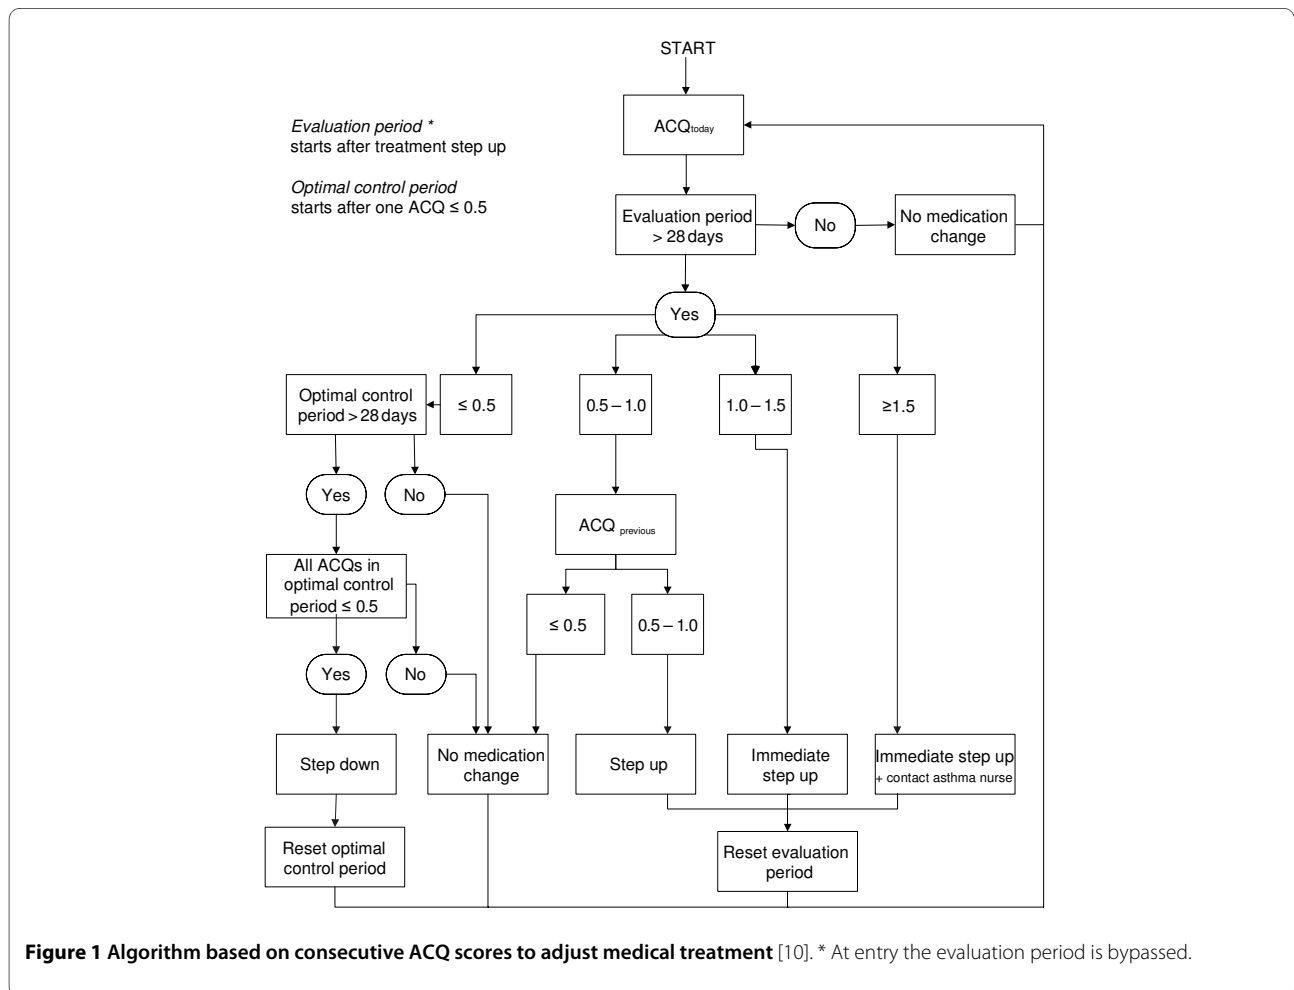 START
ACQtoday
Evaluation period *
starts after treatment step up
Optimal control period
starts after one ACQ ≤ 0.5
Evaluation period
> 28 days
No
No medication
change
Yes
Optimal control
period > 28 days
≤ 0.5
0.5 – 1.0
1.0 – 1.5
≥1.5
Yes
No
ACQ previous
All ACQs in
optimal control
period ≤ 0.5
≤ 0.5
0.5 – 1.0
Yes
No
Step down
No medication
change
Step up
Immediate
step up
Immediate step up
+ contact asthma nurse
Reset optimal
control period
Reset evaluation
period
Figure 1 Algorithm based on consecutive ACQ scores to adjust medical treatment [10]. * At entry the evaluation period is bypassed.